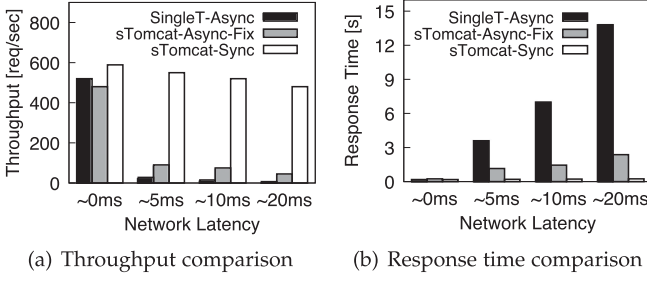 SingleT-Async
sTomcat-Async-Fix
sTomcat-Sync
Throughput [req/sec]
800
600
400
200
0
~0ms ~5ms ~10ms ~20ms
Network Latency
(a) Throughput comparison
SingleT-Async
sTomcat-Async-Fix
sTomcat-Sync
Response Time [s]
15
12
9
6
3
0
~0ms ~5ms ~10ms ~20ms
Network Latency
(b) Response time comparison